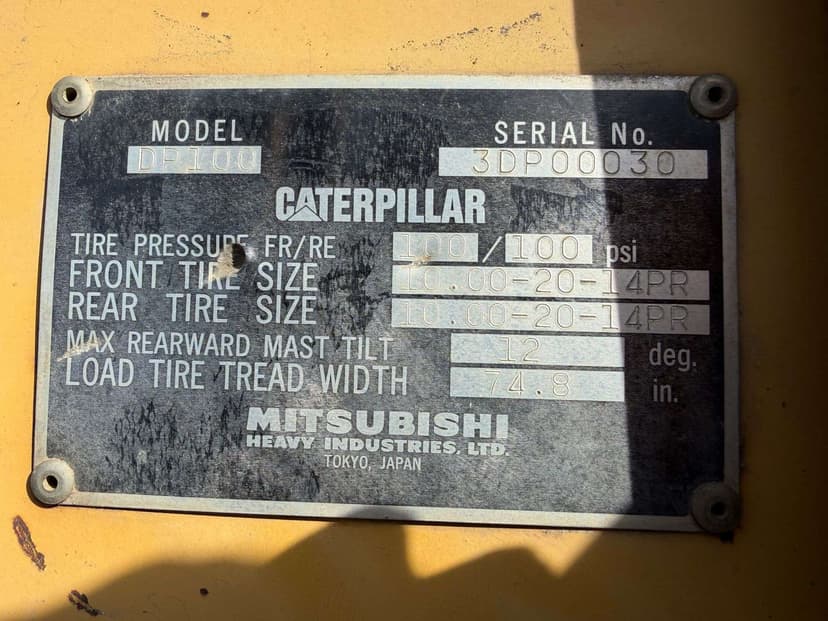 MODEL SERIAL No.
DP100 3DP00030
CATERPILLAR
TIRE PRESSURE FR/RE 100 / 100 psi
FRONT TIRE SIZE 10.00-20-14PR
REAR TIRE SIZE 10.00-20-14PR
MAX REARWARD MAST TILT 12 deg.
LOAD TIRE TREAD WIDTH 74.8 in.
MITSUBISHI
HEAVY INDUSTRIES, LTD.
TOKYO, JAPAN